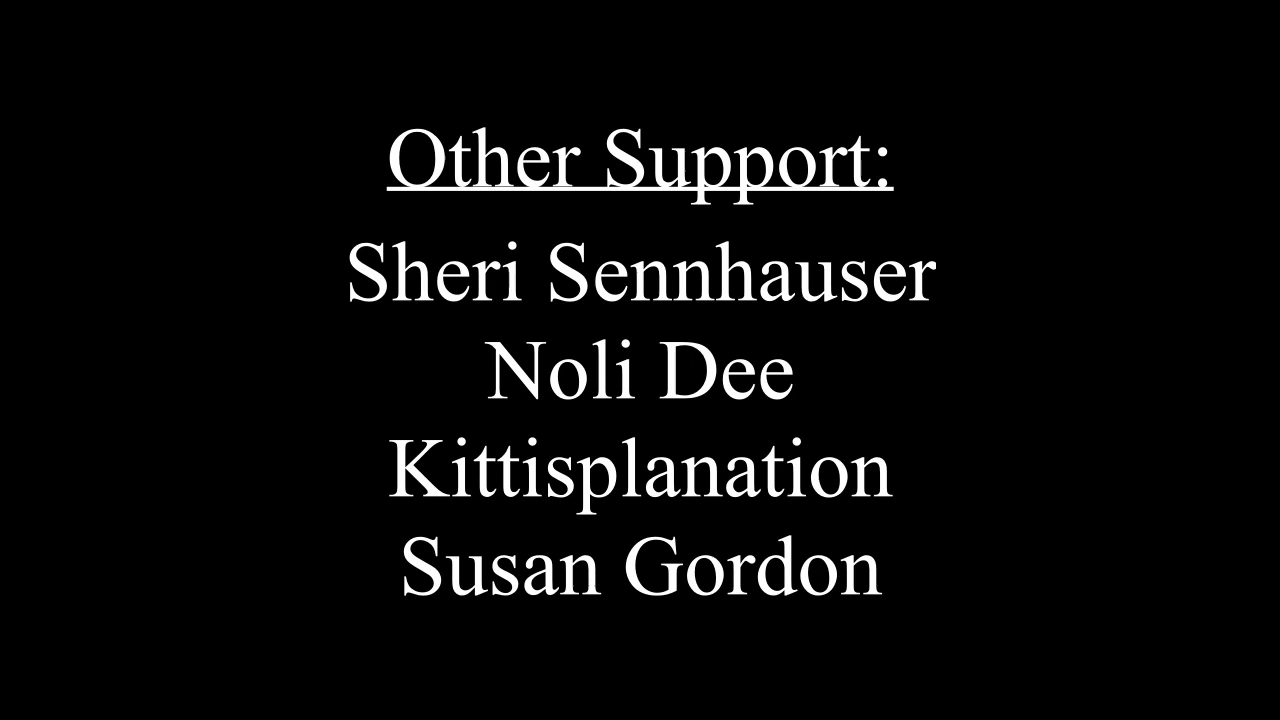 Other Support:
Sheri Sennhauser
Noli Dee
Kittisplanation
Susan Gordon